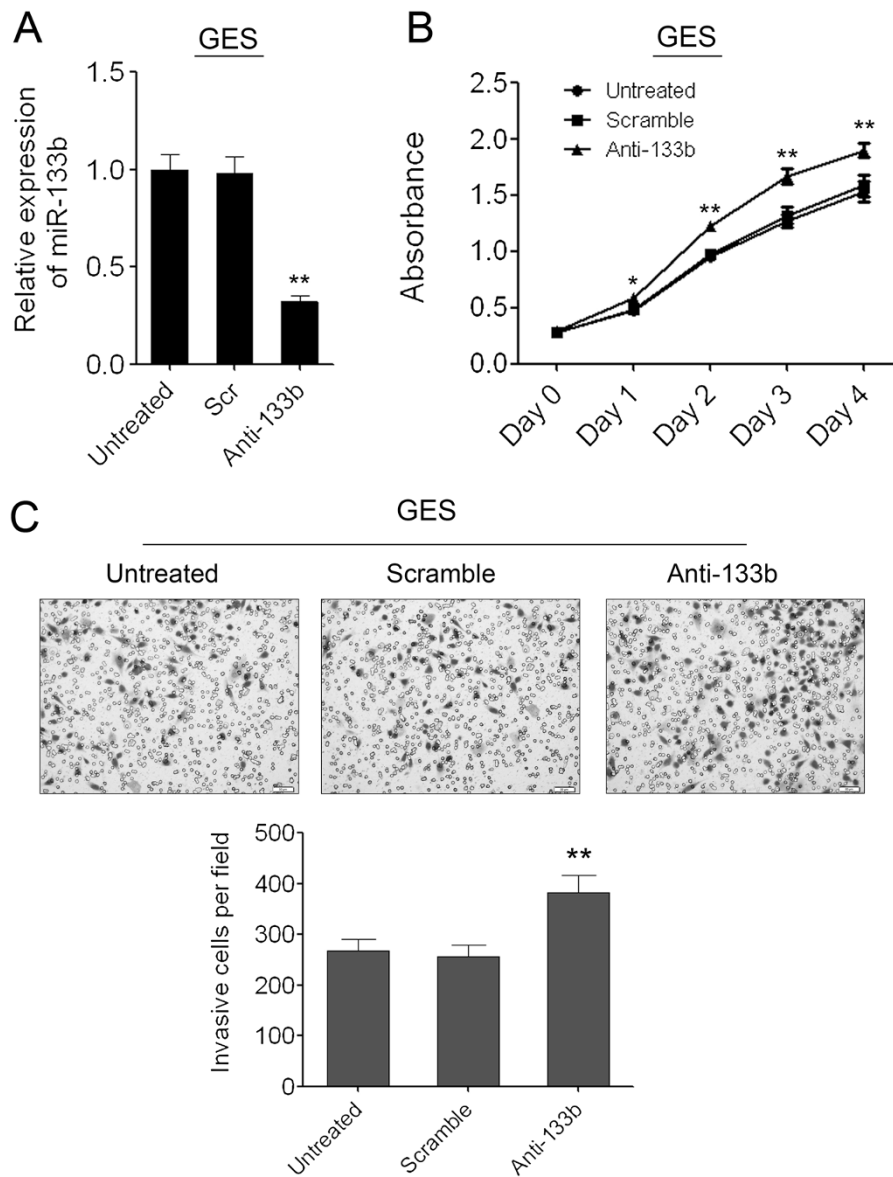 A
GES
Relative expression
of miR-133b
1.5
1.0
0.5
0.0
**
Untreated
Scr
Anti-133b
B
GES
Untreated
Scramble
Anti-133b
Absorbance
2.5
2.0
1.5
1.0
0.5
0.0
*
**
**
**
Day 0
Day 1
Day 2
Day 3
Day 4
C
GES
Untreated
Scramble
Anti-133b
Invasive cells per field
500
400
300
200
100
0
**
Untreated
Scramble
Anti-133b